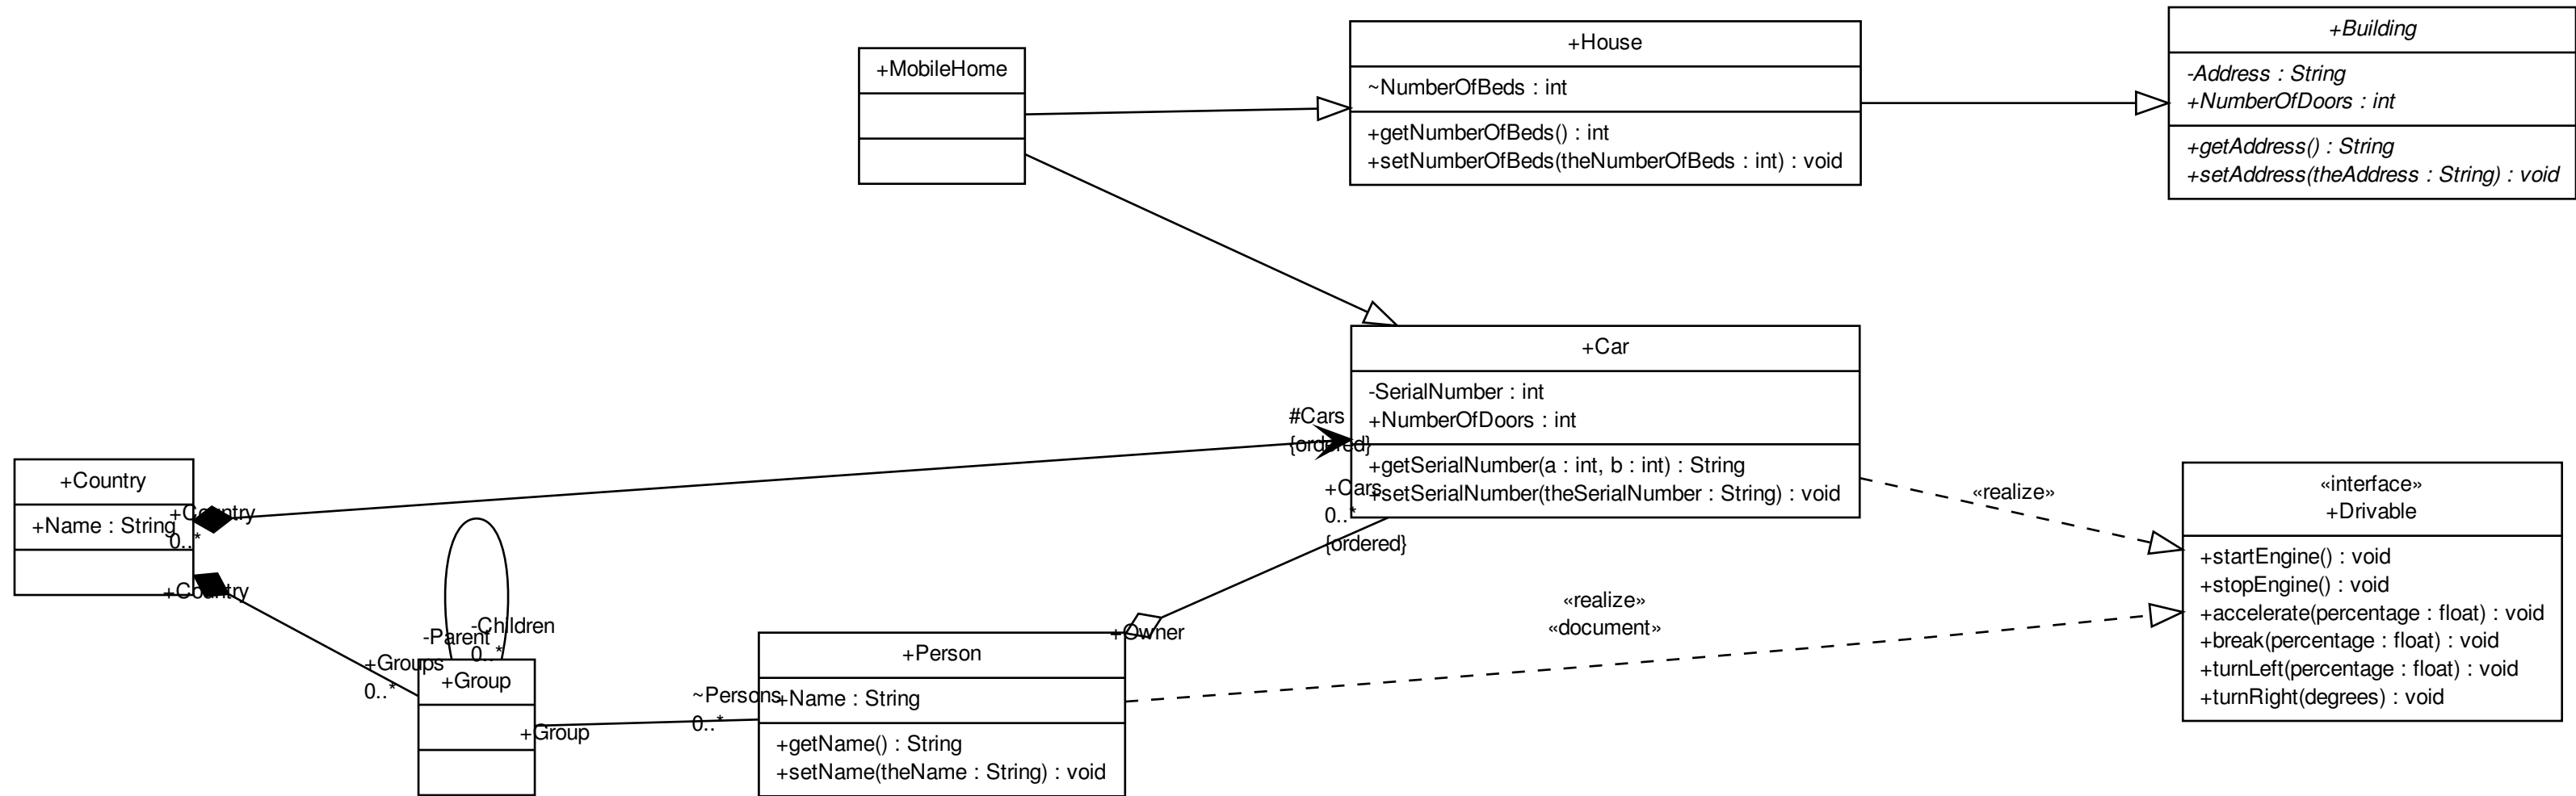 +MobileHome
+House
~NumberOfBeds : int
+getNumberOfBeds() : int
+setNumberOfBeds(theNumberOfBeds : int) : void
+Building
-Address : String
+NumberOfDoors : int
+getAddress() : String
+setAddress(theAddress : String) : void
+Car
-SerialNumber : int
+NumberOfDoors : int
+getSerialNumber(a : int, b : int) : String
+setSerialNumber(theSerialNumber : String) : void
#Cars
{ordered}
+Cars
0..*
{ordered}
+Country
+Name : String
+Country
0..*
+Country
-Parent
-Children
0..*
+Groups
0..*
+Group
+Group
~Persons
0..*
+Person
+Name : String
+getName() : String
+setName(theName : String) : void
+Owner
«realize»
«realize»
«document»
«interface»
+Drivable
+startEngine() : void
+stopEngine() : void
+accelerate(percentage : float) : void
+break(percentage : float) : void
+turnLeft(percentage : float) : void
+turnRight(degrees) : void